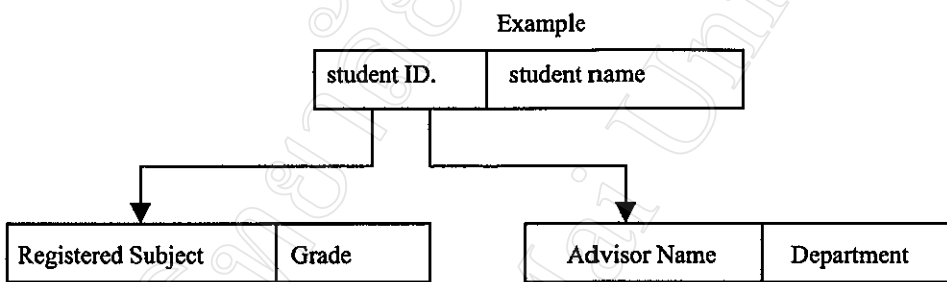 Example
student ID. student name
Registered Subject Grade Advisor Name Department